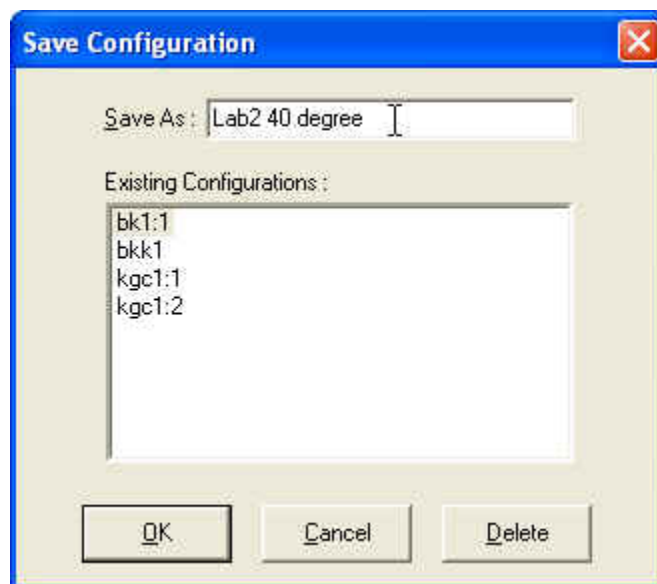 Save Configuration
Save As : Lab2 40 degree
Existing Configurations :
bk1:1
bkk1
kgc1:1
kgc1:2
OK Cancel Delete